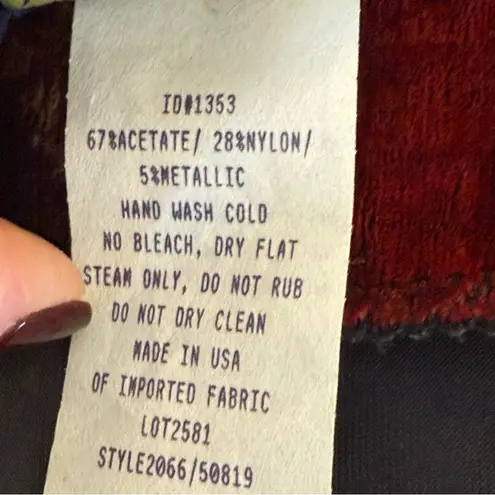 ID#1353
67%ACETATE/ 28%NYLON/
5%METALLIC
HAND WASH COLD
NO BLEACH, DRY FLAT
STEAM ONLY, DO NOT RUB
DO NOT DRY CLEAN
MADE IN USA
OF IMPORTED FABRIC
LOT2581
STYLE2066/50819